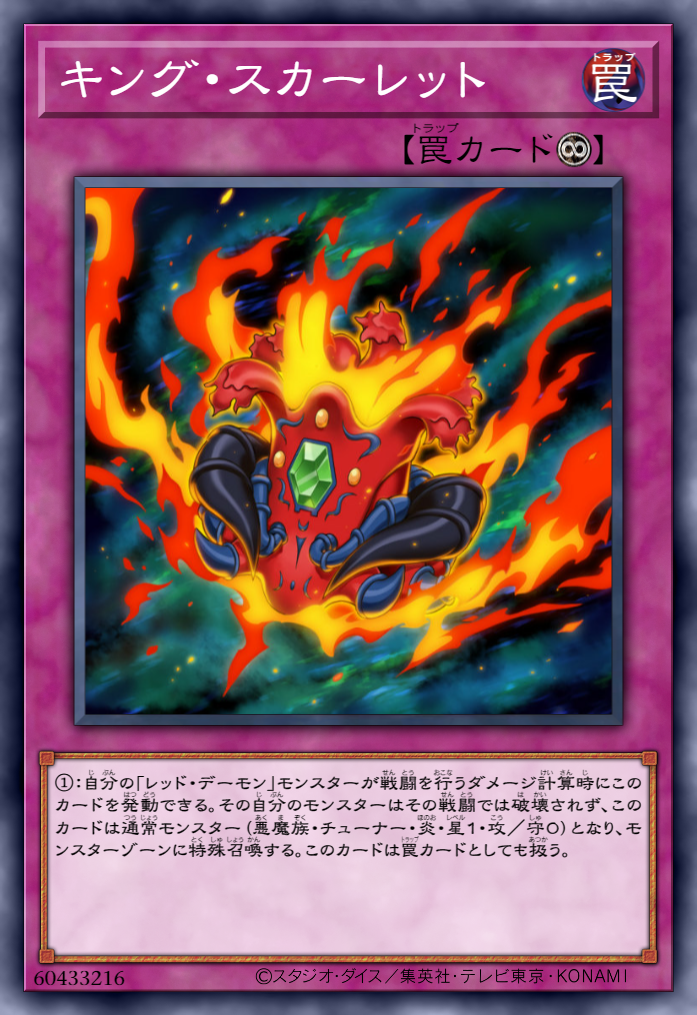 キング・スカーレット
トラップ
罠
トラップ
【罠カード∞】
①：自分の「レッド・デーモン」モンスターが戦闘を行うダメージ計算時にこの
カードを発動できる。その自分のモンスターはその戦闘では破壊されず、この
カードは通常モンスター（悪魔族・チューナー・炎・星１・攻／守０）となり、モ
ンスターゾーンに特殊召喚する。このカードは罠カードとしても扱う。
60433216
©スタジオ・ダイス／集英社・テレビ東京・KONAMI